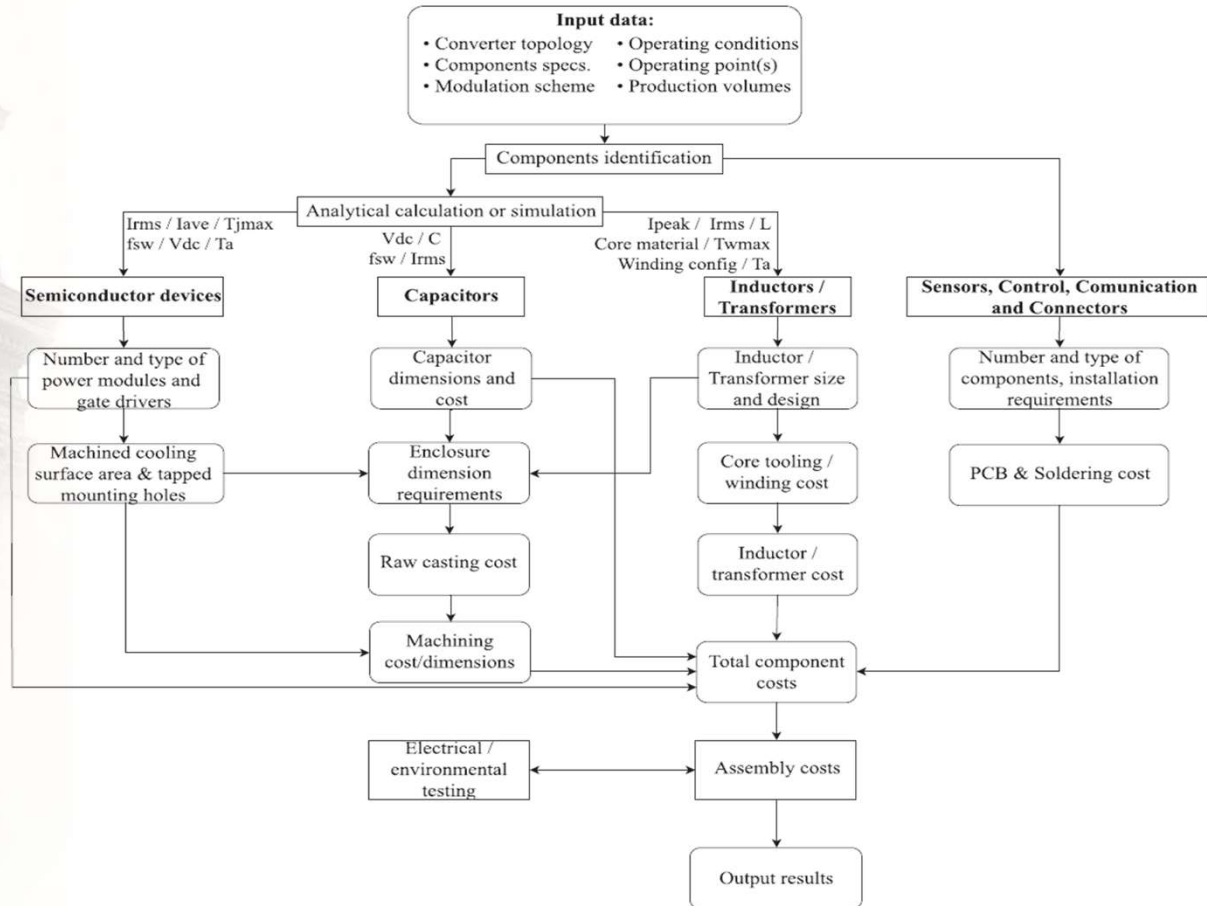 Input data:
• Converter topology
• Components specs.
• Modulation scheme
• Operating conditions
• Operating point(s)
• Production volumes
Components identification
Analytical calculation or simulation
Irms / Iave / Tjmax
fsw / Vdc / Ta
Vdc / C
fsw / Irms
Ipeak / Irms / L
Core material / Twmax
Winding config / Ta
Semiconductor devices
Capacitors
Inductors /
Transformers
Sensors, Control, Comunication
and Connectors
Number and type of
power modules and
gate drivers
Capacitor
dimensions and
cost
Inductor /
Transformer size
and design
Number and type of
components, installation
requirements
Machined cooling
surface area & tapped
mounting holes
Enclosure
dimension
requirements
Core tooling /
winding cost
PCB & Soldering cost
Raw casting cost
Inductor /
transformer cost
Machining
cost/dimensions
Total component
costs
Electrical /
environmental
testing
Assembly costs
Output results